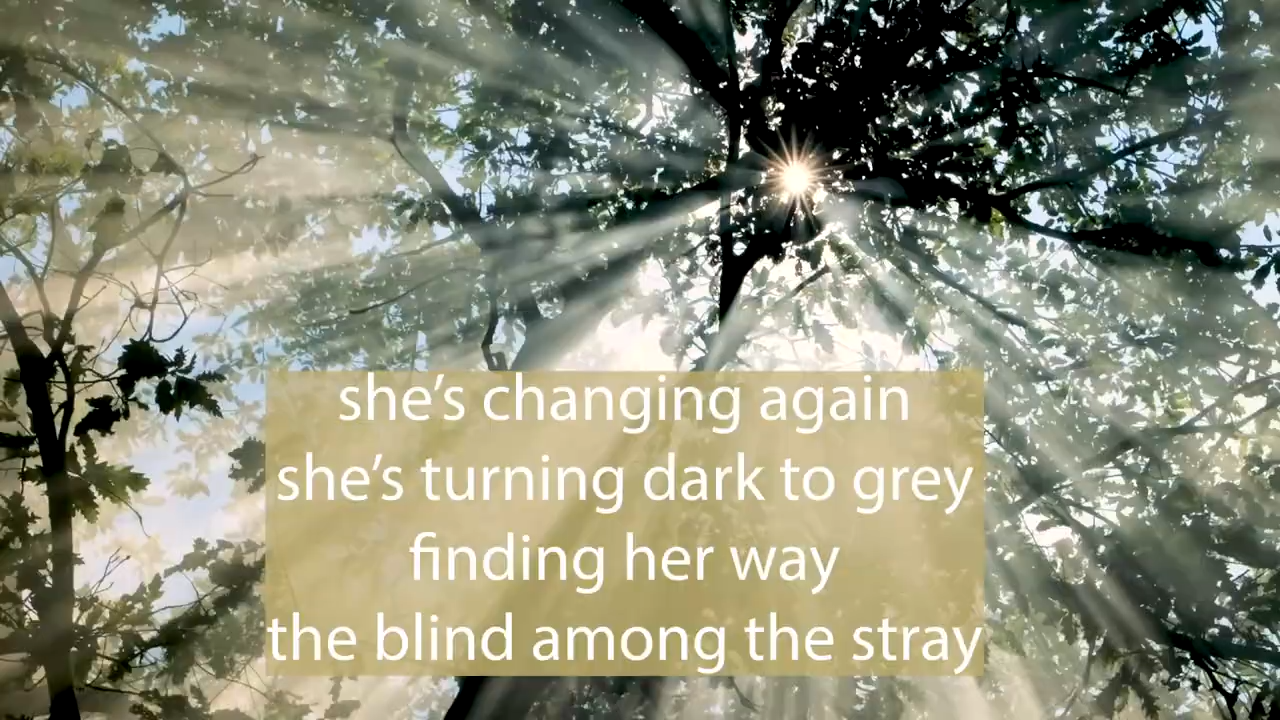 she’s changing again
she’s turning dark to grey
finding her way
the blind among the stray